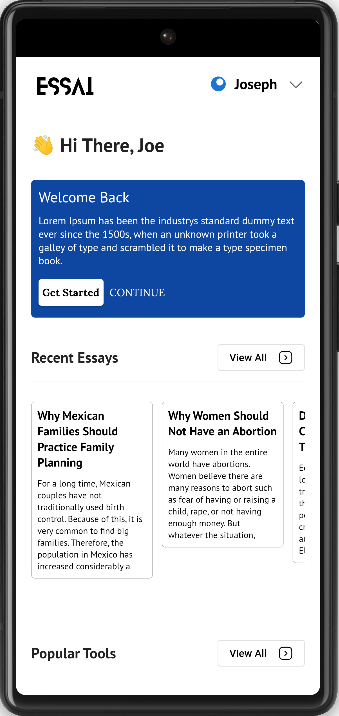 ESSAI
Joseph
Hi There, Joe
Welcome Back
Lorem Ipsum has been the industrys standard dummy text
ever since the 1500s, when an unknown printer took a
galley of type and scrambled it to make a type specimen
book.
Get Started
CONTINUE
Recent Essays
View All
Why Mexican
Families Should
Practice Family
Planning
For a long time, Mexican
couples have not
traditionally used birth
control. Because of this, it is
very common to find big
families. Therefore, the
population in Mexico has
increased considerably a
Why Women Should
Not Have an Abortion
Many women in the entire
world have abortions.
Women believe there are
many reasons to abort such
as fear of having or raising a
child, rape, or not having
enough money. But
whatever the situation,
Popular Tools
View All